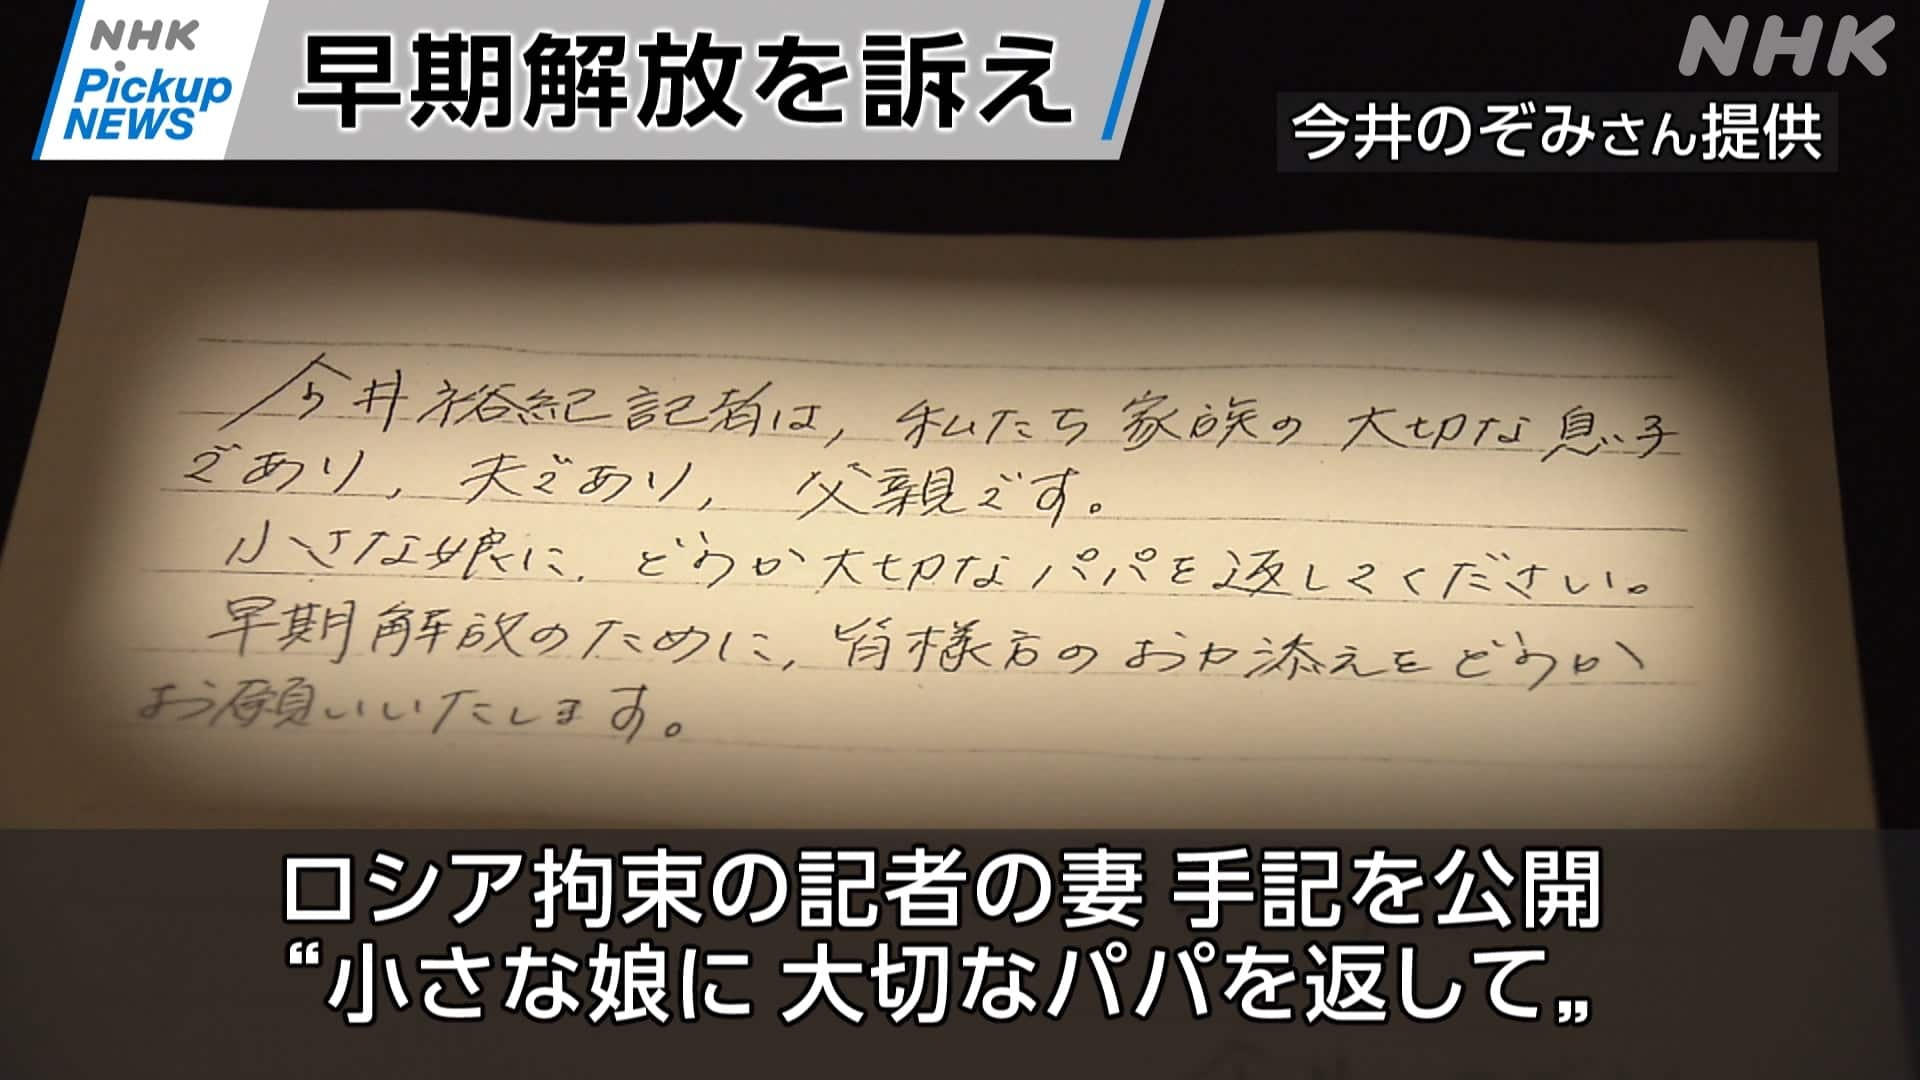 NHK
Pickup
NEWS
早期解放を訴え
NHK
今井のぞみさん提供
今井裕紀記者は,私たち家族の大切な息子
であり,夫であり,父親です。
小さな娘に,どうか大切なパパを返してください。
早期解放のために,皆様方のお力添えをどうか
お願いいたします。
ロシア拘束の記者の妻 手記を公開
“小さな娘に 大切なパパを返して„